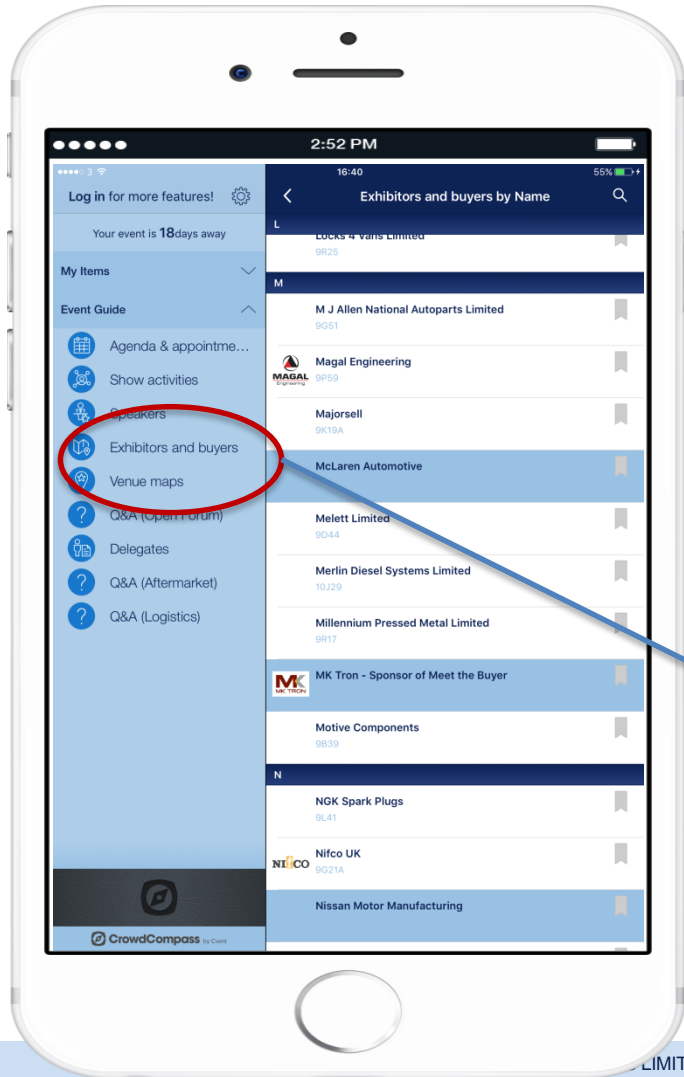 2:52 PM
3
16:40
55%
Log in for more features!
Your event is 18days away
My Items
Event Guide
Agenda & appointme...
Show activities
Speakers
Exhibitors and buyers
Venue maps
Q&A (Open Forum)
Delegates
Q&A (Aftermarket)
Q&A (Logistics)
CrowdCompass by Cvent
Exhibitors and buyers by Name
L
Locks 4 Vans Limited
9R25
M
M J Allen National Autoparts Limited
9G51
MAGAL
Engineering
Magal Engineering
9P59
Majorsell
9K19A
McLaren Automotive
Melett Limited
9D44
Merlin Diesel Systems Limited
10J29
Millennium Pressed Metal Limited
9R17
MK
MK TRON
MK Tron - Sponsor of Meet the Buyer
Motive Components
9B39
N
NGK Spark Plugs
9L41
NIfCO
Nifco UK
9G21A
Nissan Motor Manufacturing
LIMIT